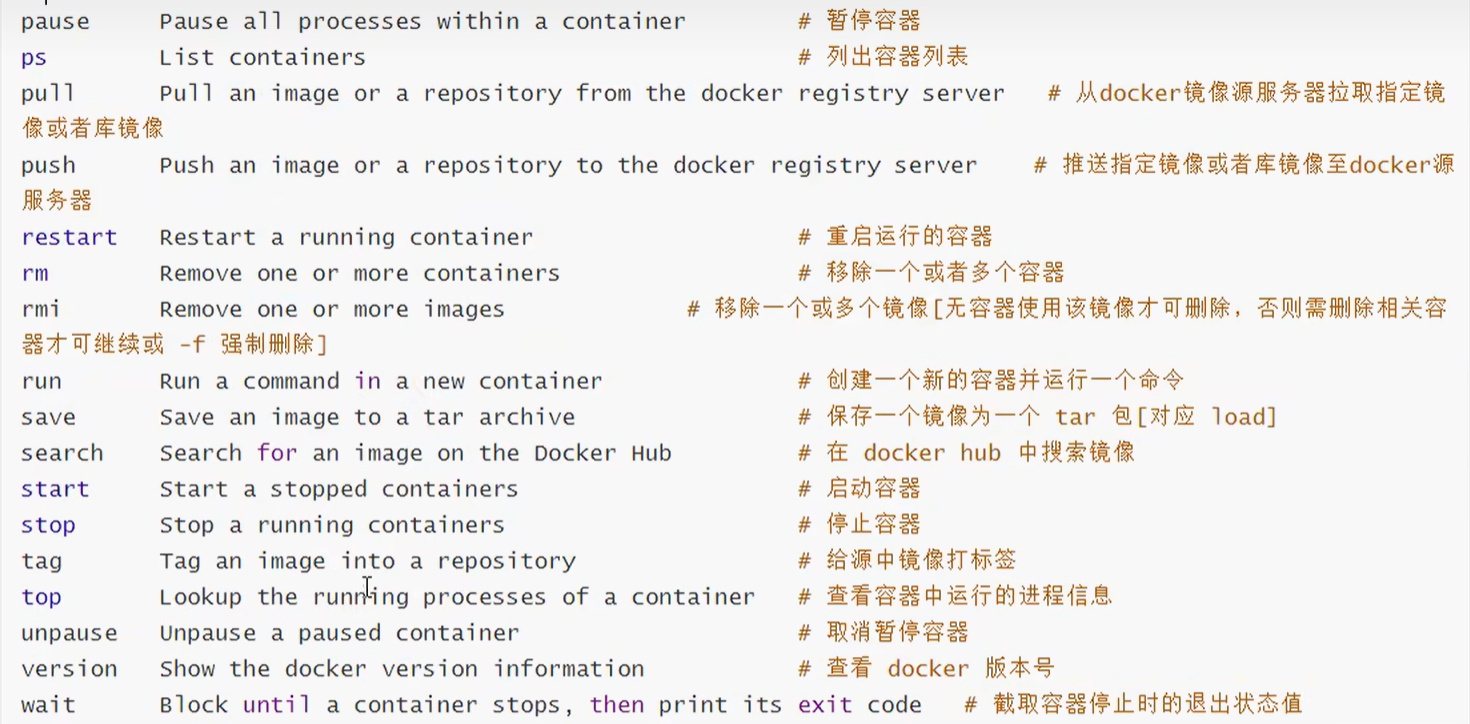 pause Pause all processes within a container # 暂停容器
ps List containers # 列出容器列表
pull Pull an image or a repository from the docker registry server # 从docker镜像源服务器拉取指定镜
像或者库镜像
push Push an image or a repository to the docker registry server # 推送指定镜像或者库镜像至docker源
服务器
restart Restart a running container # 重启运行的容器
rm Remove one or more containers # 移除一个或者多个容器
rmi Remove one or more images # 移除一个或多个镜像[无容器使用该镜像才可删除，否则需删除相关容
器才可继续或 -f 强制删除]
run Run a command in a new container # 创建一个新的容器并运行一个命令
save Save an image to a tar archive # 保存一个镜像为一个 tar 包[对应 load]
search Search for an image on the Docker Hub # 在 docker hub 中搜索镜像
start Start a stopped containers # 启动容器
stop Stop a running containers # 停止容器
tag Tag an image into a repository # 给源中镜像打标签
top Lookup the running processes of a container # 查看容器中运行的进程信息
unpause Unpause a paused container # 取消暂停容器
version Show the docker version information # 查看 docker 版本号
wait Block until a container stops, then print its exit code # 截取容器停止时的退出状态值